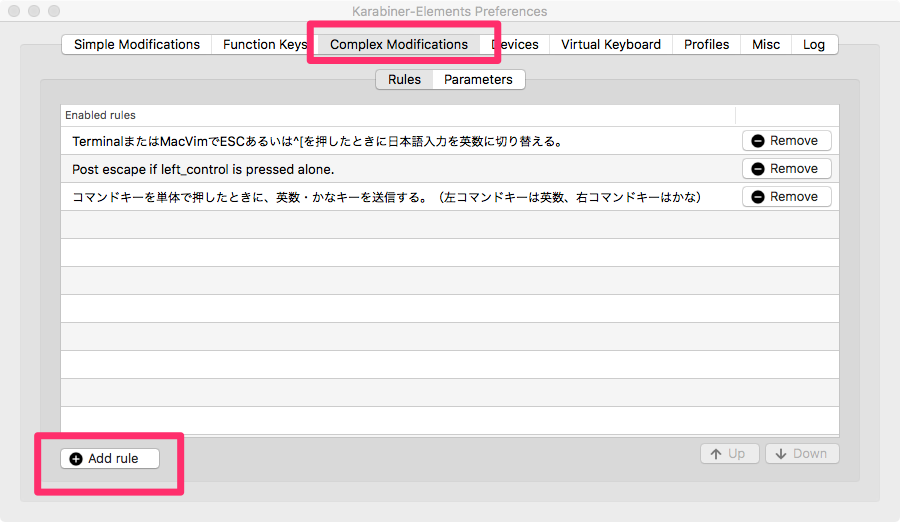 Karabiner-Elements Preferences
Simple Modifications Function Keys Complex Modifications Devices Virtual Keyboard Profiles Misc Log
Rules Parameters
Enabled rules
TerminalまたはMacVimでESCあるいは^[を押したときに日本語入力を英数に切り替える。 Remove
Post escape if left_control is pressed alone. Remove
コマンドキーを単体で押したときに、英数・かなキーを送信する。（左コマンドキーは英数、右コマンドキーはかな） Remove
Add rule Up Down